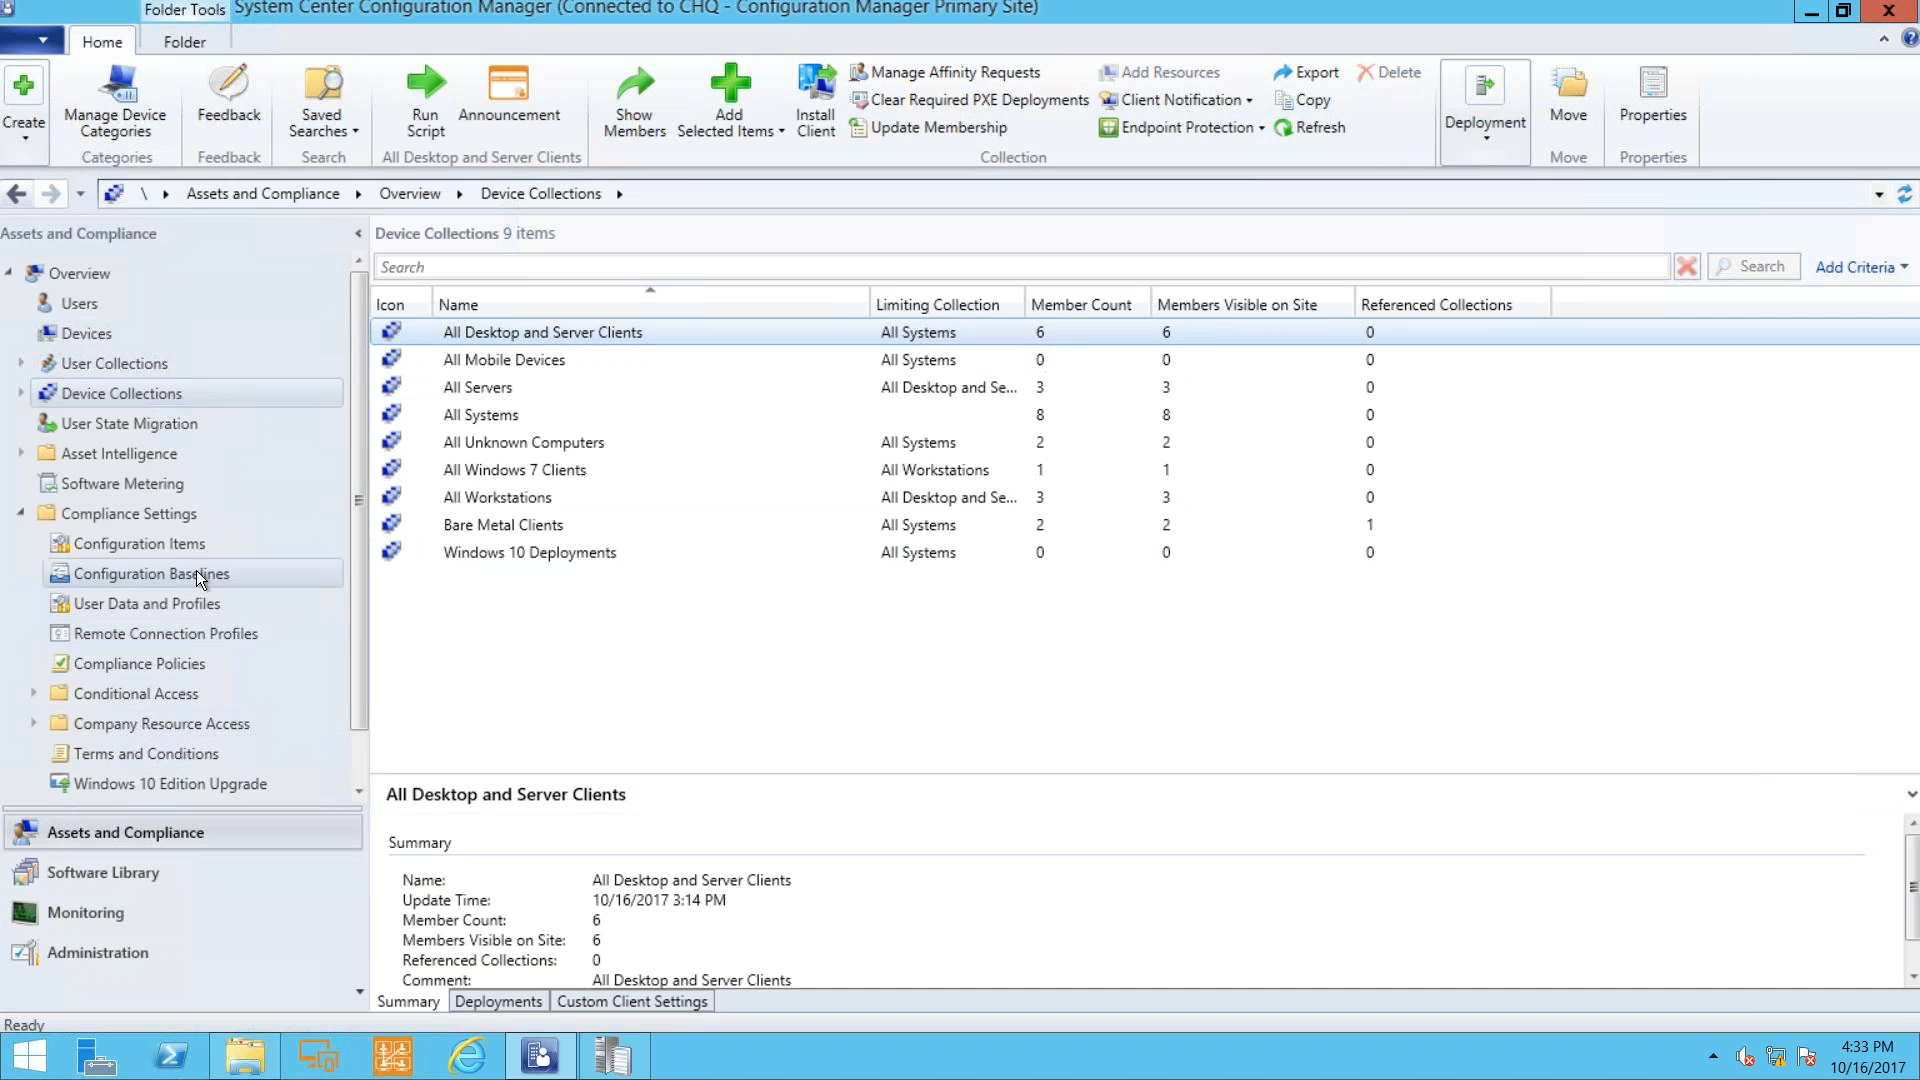 Folder Tools
System Center Configuration Manager (Connected to CHQ - Configuration Manager Primary Site)
Home
Folder
Create
Manage Device
Categories
Categories
Feedback
Feedback
Saved
Searches
Search
Run
Script
Announcement
All Desktop and Server Clients
Show
Members
Add
Selected Items
Install
Client
Manage Affinity Requests
Clear Required PXE Deployments
Update Membership
Add Resources
Client Notification
Endpoint Protection
Export
Copy
Refresh
Delete
Collection
Deployment
Move
Move
Properties
Properties
\ Assets and Compliance Overview Device Collections
Assets and Compliance
Overview
Users
Devices
User Collections
Device Collections
User State Migration
Asset Intelligence
Software Metering
Compliance Settings
Configuration Items
Configuration Baselines
User Data and Profiles
Remote Connection Profiles
Compliance Policies
Conditional Access
Company Resource Access
Terms and Conditions
Windows 10 Edition Upgrade
Assets and Compliance
Software Library
Monitoring
Administration
Device Collections 9 items
Search
Search
Add Criteria
Icon Name Limiting Collection Member Count Members Visible on Site Referenced Collections
All Desktop and Server Clients All Systems 6 6 0
All Mobile Devices All Systems 0 0 0
All Servers All Desktop and Se... 3 3 0
All Systems 8 8 0
All Unknown Computers All Systems 2 2 0
All Windows 7 Clients All Workstations 1 1 0
All Workstations All Desktop and Se... 3 3 0
Bare Metal Clients All Systems 2 2 1
Windows 10 Deployments All Systems 0 0 0
All Desktop and Server Clients
Summary
Name: All Desktop and Server Clients
Update Time: 10/16/2017 3:14 PM
Member Count: 6
Members Visible on Site: 6
Referenced Collections: 0
Comment: All Desktop and Server Clients
Summary Deployments Custom Client Settings
Ready
4:33 PM
10/16/2017